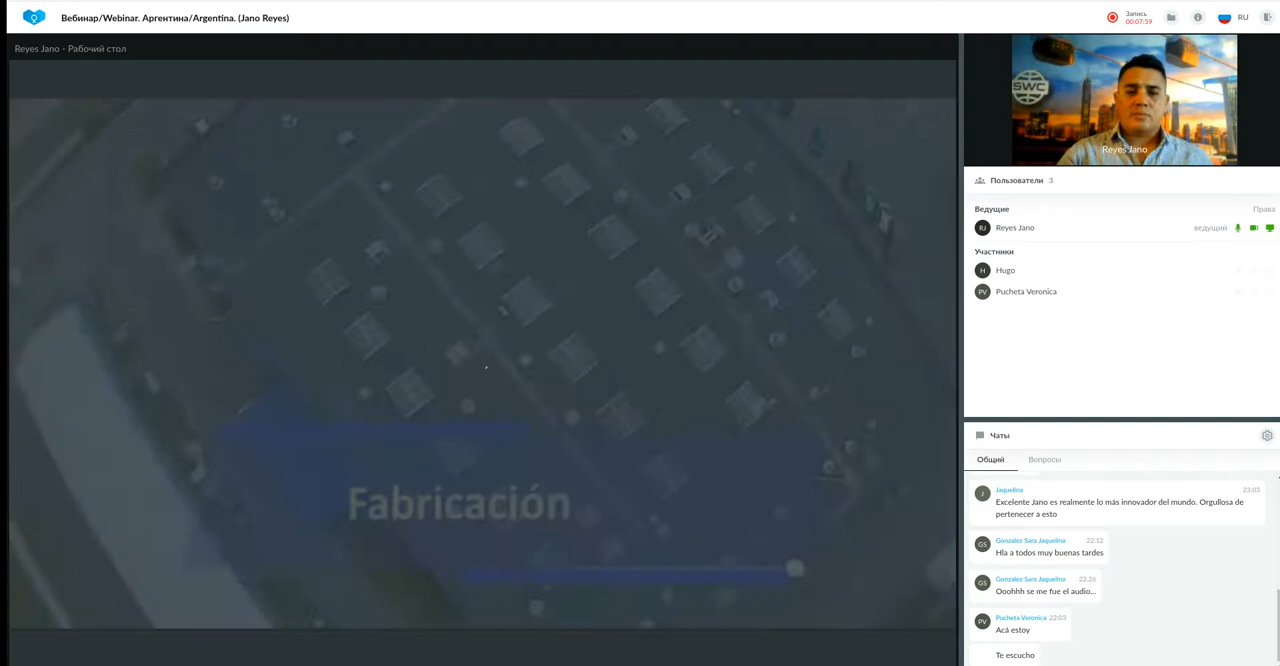 Вебинар/Webinar. Аргентина/Argentina. (Jano Reyes)
Запись
00:07:59
RU
Reyes Jano - Рабочий стол
SWC
Reyes Jano
Fabricación
Пользователи 3
Ведущие Права
RJ Reyes Jano ведущий
Участники
H Hugo
PV Pucheta Veronica
Чаты
Общий Вопросы
J Jaquelina 23:03
Excelente Jano es realmente lo más innovador del mundo. Orgullosa de
pertenecer a esto
GS Gonzalez Sara Jaquelina 22:12
Hla a todos muy buenas tardes
GS Gonzalez Sara Jaquelina 22:26
Ooohhh se me fue el audio...
PV Pucheta Veronica 22:03
Acá estoy
Te escucho